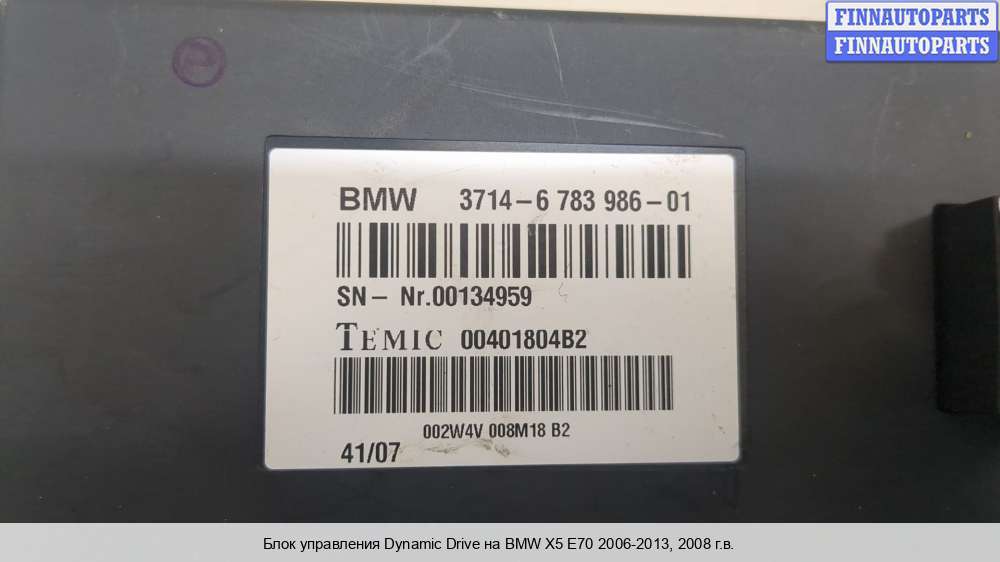 FINNAUTOPARTS
FINNAUTOPARTS
BMW 3714-6 783 986-01
SN- Nr.00134959
TEMIC 00401804B2
002W4V 008M18 B2
41/07
Блок управления Dynamic Drive на BMW X5 E70 2006-2013, 2008 г.в.